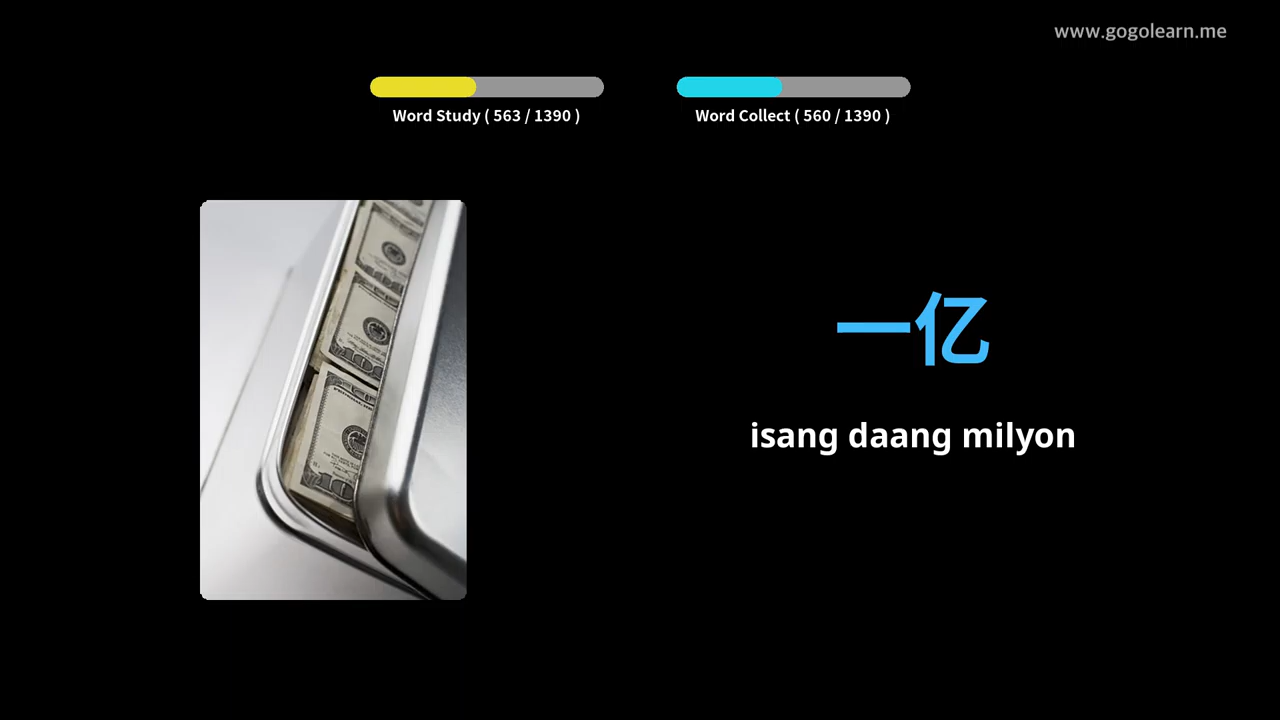 www.gogolearn.me
Word Study ( 563 / 1390 )
Word Collect ( 560 / 1390 )
一亿
isang daang milyon